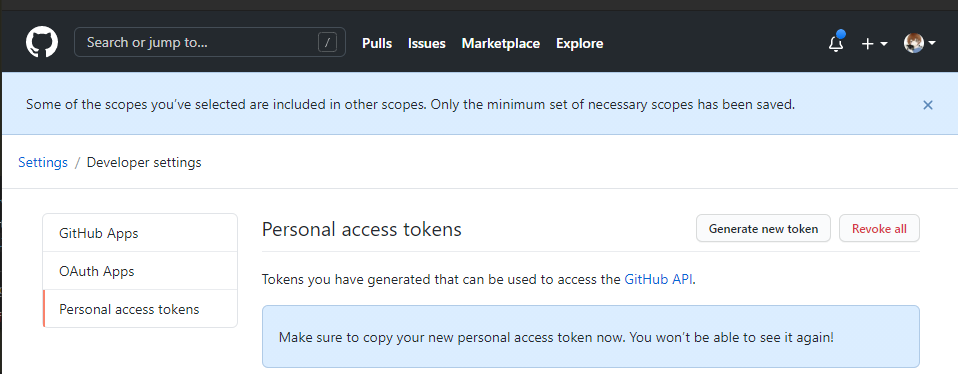 Search or jump to... / Pulls Issues Marketplace Explore
Some of the scopes you've selected are included in other scopes. Only the minimum set of necessary scopes has been saved.
Settings / Developer settings
GitHub Apps
OAuth Apps
Personal access tokens
Personal access tokens Generate new token Revoke all
Tokens you have generated that can be used to access the GitHub API.
Make sure to copy your new personal access token now. You won't be able to see it again!